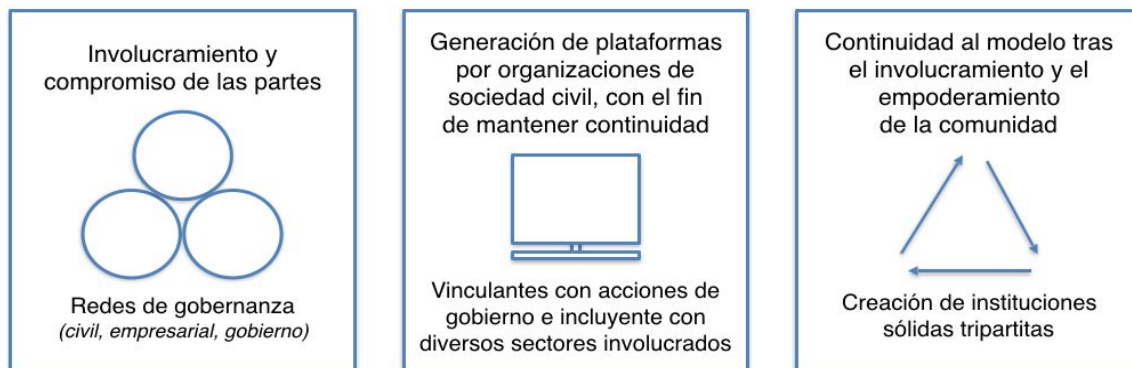 Involucramiento y
compromiso de las partes
Redes de gobernanza
(civil, empresarial, gobierno)
Generación de plataformas
por organizaciones de
sociedad civil, con el fin
de mantener continuidad
Vinculantes con acciones de
gobierno e incluyente con
diversos sectores involucrados
Continuidad al modelo tras
el involucramiento y el
empoderamiento
de la comunidad
Creación de instituciones
sólidas tripartitas